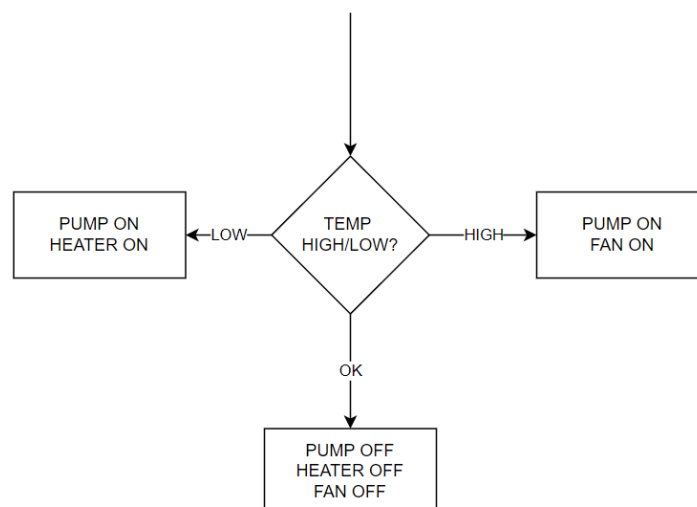 TEMP
HIGH/LOW?
LOW
PUMP ON
HEATER ON
HIGH
PUMP ON
FAN ON
OK
PUMP OFF
HEATER OFF
FAN OFF